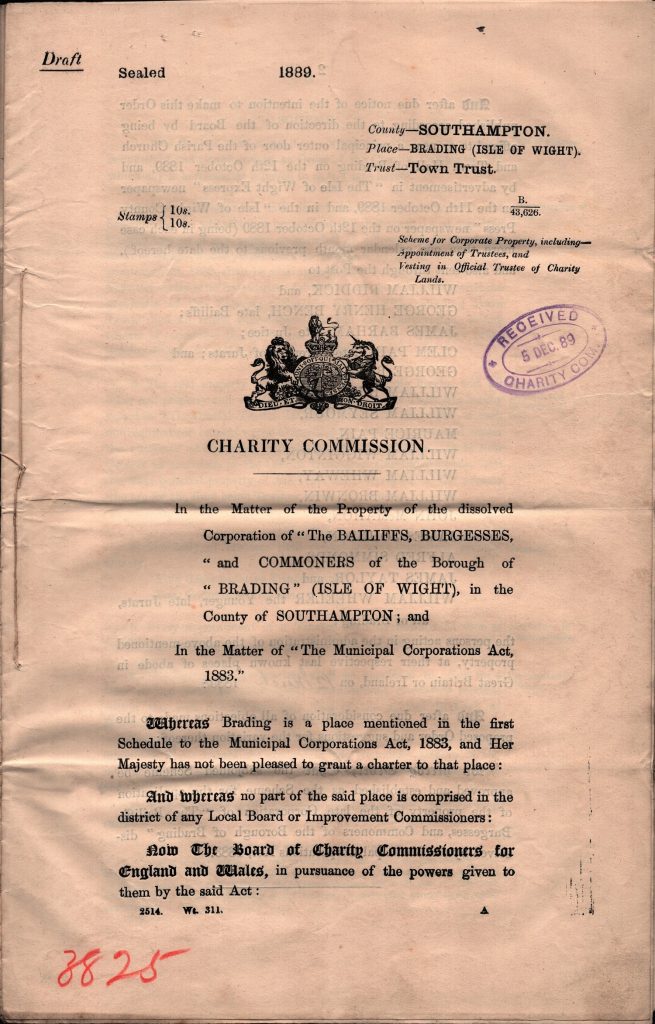 Draft
Sealed 1889.
County—SOUTHAMPTON.
Place—BRADING (ISLE OF WIGHT).
Trust—Town Trust.
Stamps { 10s.
10s.
B.
43,626.
Scheme for Corporate Property, including—
Appointment of Trustees, and
Vesting in Official Trustee of Charity
Lands.
RECEIVED
5 DEC. 89
CHARITY COM.
DIEU ET MON DROIT
CHARITY COMMISSION.
In the Matter of the Property of the dissolved
Corporation of "The BAILIFFS, BURGESSES,
" and COMMONERS of the Borough of
" BRADING" (ISLE OF WIGHT), in the
County of SOUTHAMPTON; and
In the Matter of "The Municipal Corporations Act,
1883."
Whereas Brading is a place mentioned in the first
Schedule to the Municipal Corporations Act, 1883, and Her
Majesty has not been pleased to grant a charter to that place:
And whereas no part of the said place is comprised in the
district of any Local Board or Improvement Commissioners:
Now The Board of Charity Commissioners for
England and Wales, in pursuance of the powers given to
them by the said Act:
2514. Wt. 311. A
3825